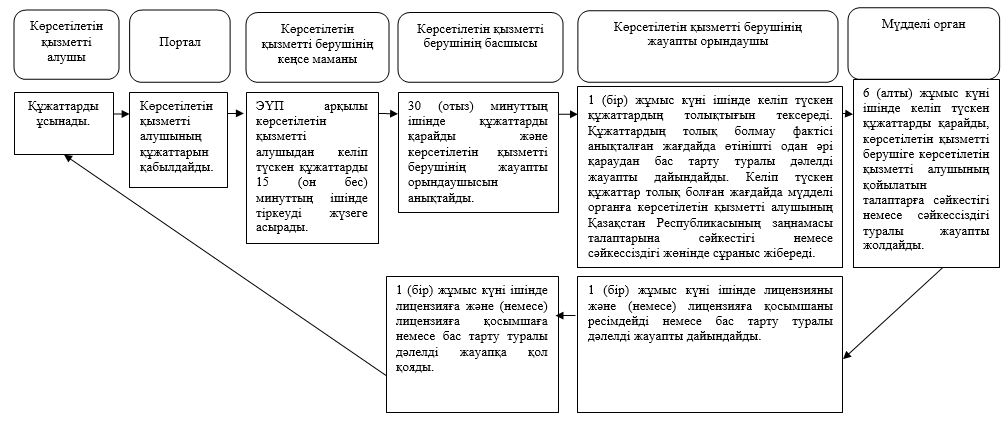 Көрсетілетін
қызметті
алушы
Портал
Көрсетілетін
қызметті берушінің
кеңсе маманы
Көрсетілетін қызметті
берушінің басшысы
Көрсетілетін қызметті берушінің
жауапты орындаушы
Мүдделі орган
Құжаттарды
ұсынады.
Көрсетілетін
қызметті
алушының
құжаттарын
қабылдайды.
ЭҮП арқылы
көрсетілетін
қызметті
алушыдан келіп
түскен құжаттарды
15 (он бес)
минуттың ішінде
тіркеуді жүзеге
асырады.
30 (отыз) минуттың
ішінде құжаттарды
қарайды және
көрсетілетін қызметті
берушінің жауапты
орындаушысын
анықтайды.
1 (бір) жұмыс күні ішінде келіп түскен
құжаттардың толықтығын тексереді.
Құжаттардың толық болмау фактісі
анықталған жағдайда өтінішті одан әрі
қараудан бас тарту туралы дәлелді
жауапты дайындайды. Келіп түскен
құжаттар толық болған жағдайда мүдделі
органға көрсетілетін қызметті алушының
Қазақстан Республикасының заңнамасы
талаптарына сәйкестігі немесе
сәйкессіздігі жөнінде сұраныс жібереді.
6 (алты) жұмыс күні
ішінде келіп түскен
құжаттарды қарайды,
көрсетілетін қызметті
берушіге көрсетілетін
қызметті алушының
қойылатын
талаптарға сәйкестігі
немесе сәйкессіздігі
туралы жауапты
жолдайды.
1 (бір) жұмыс күні ішінде
лицензияға және (немесе)
лицензияға қосымшаға
немесе бас тарту туралы
дәлелді жауапқа қол
қояды.
1 (бір) жұмыс күні ішінде лицензияны
және (немесе) лицензияға қосымшаны
ресімдейді немесе бас тарту туралы
дәлелді жауапты дайындайды.